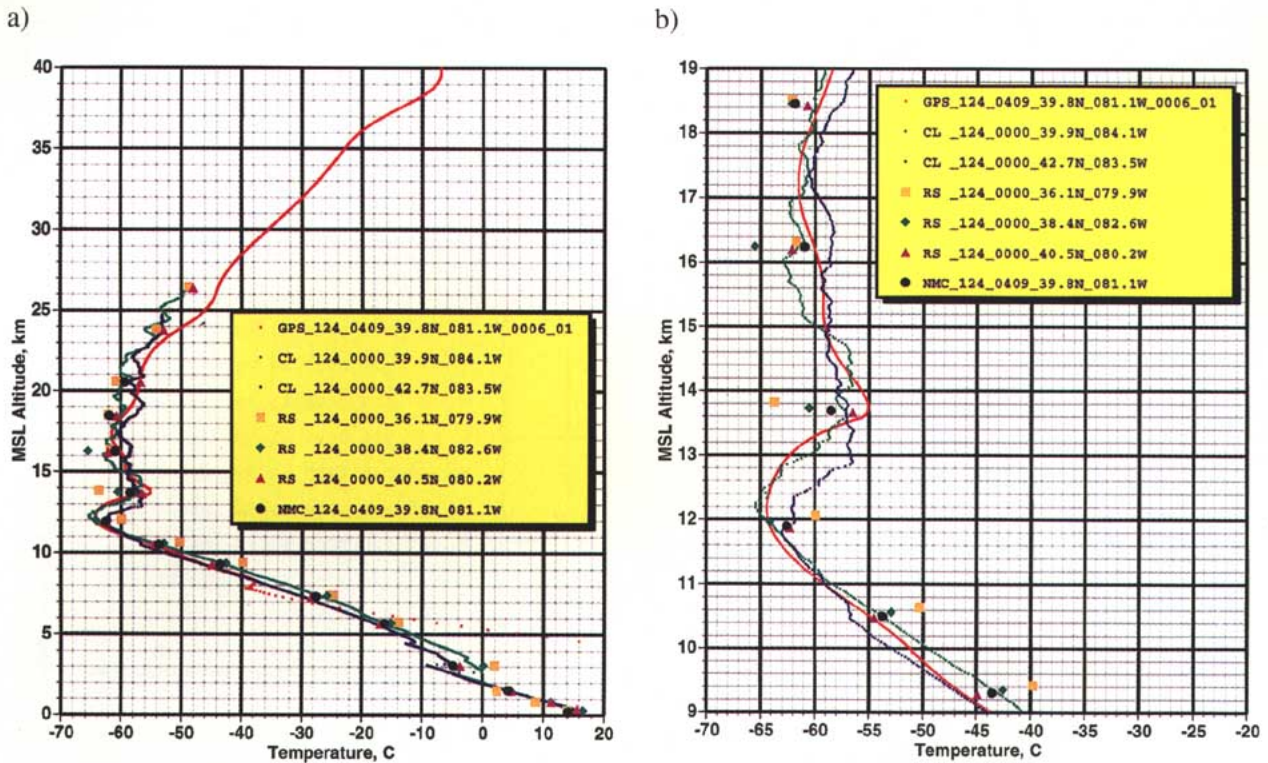 a)
40
35
30
25
20
15
10
5
0
MSL Altitude, km
-70 -60 -50 -40 -30 -20 -10 0 10 20
Temperature, C
GPS_124_0409_39.8N_081.1W_0006_01
CL _124_0000_39.9N_084.1W
CL _124_0000_42.7N_083.5W
RS _124_0000_36.1N_079.9W
RS _124_0000_38.4N_082.6W
RS _124_0000_40.5N_080.2W
NMC_124_0409_39.8N_081.1W
b)
19
18
17
16
15
14
13
12
11
10
9
MSL Altitude, km
-70 -65 -60 -55 -50 -45 -40 -35 -30 -25 -20
Temperature, C
GPS_124_0409_39.8N_081.1W_0006_01
CL _124_0000_39.9N_084.1W
CL _124_0000_42.7N_083.5W
RS _124_0000_36.1N_079.9W
RS _124_0000_38.4N_082.6W
RS _124_0000_40.5N_080.2W
NMC_124_0409_39.8N_081.1W